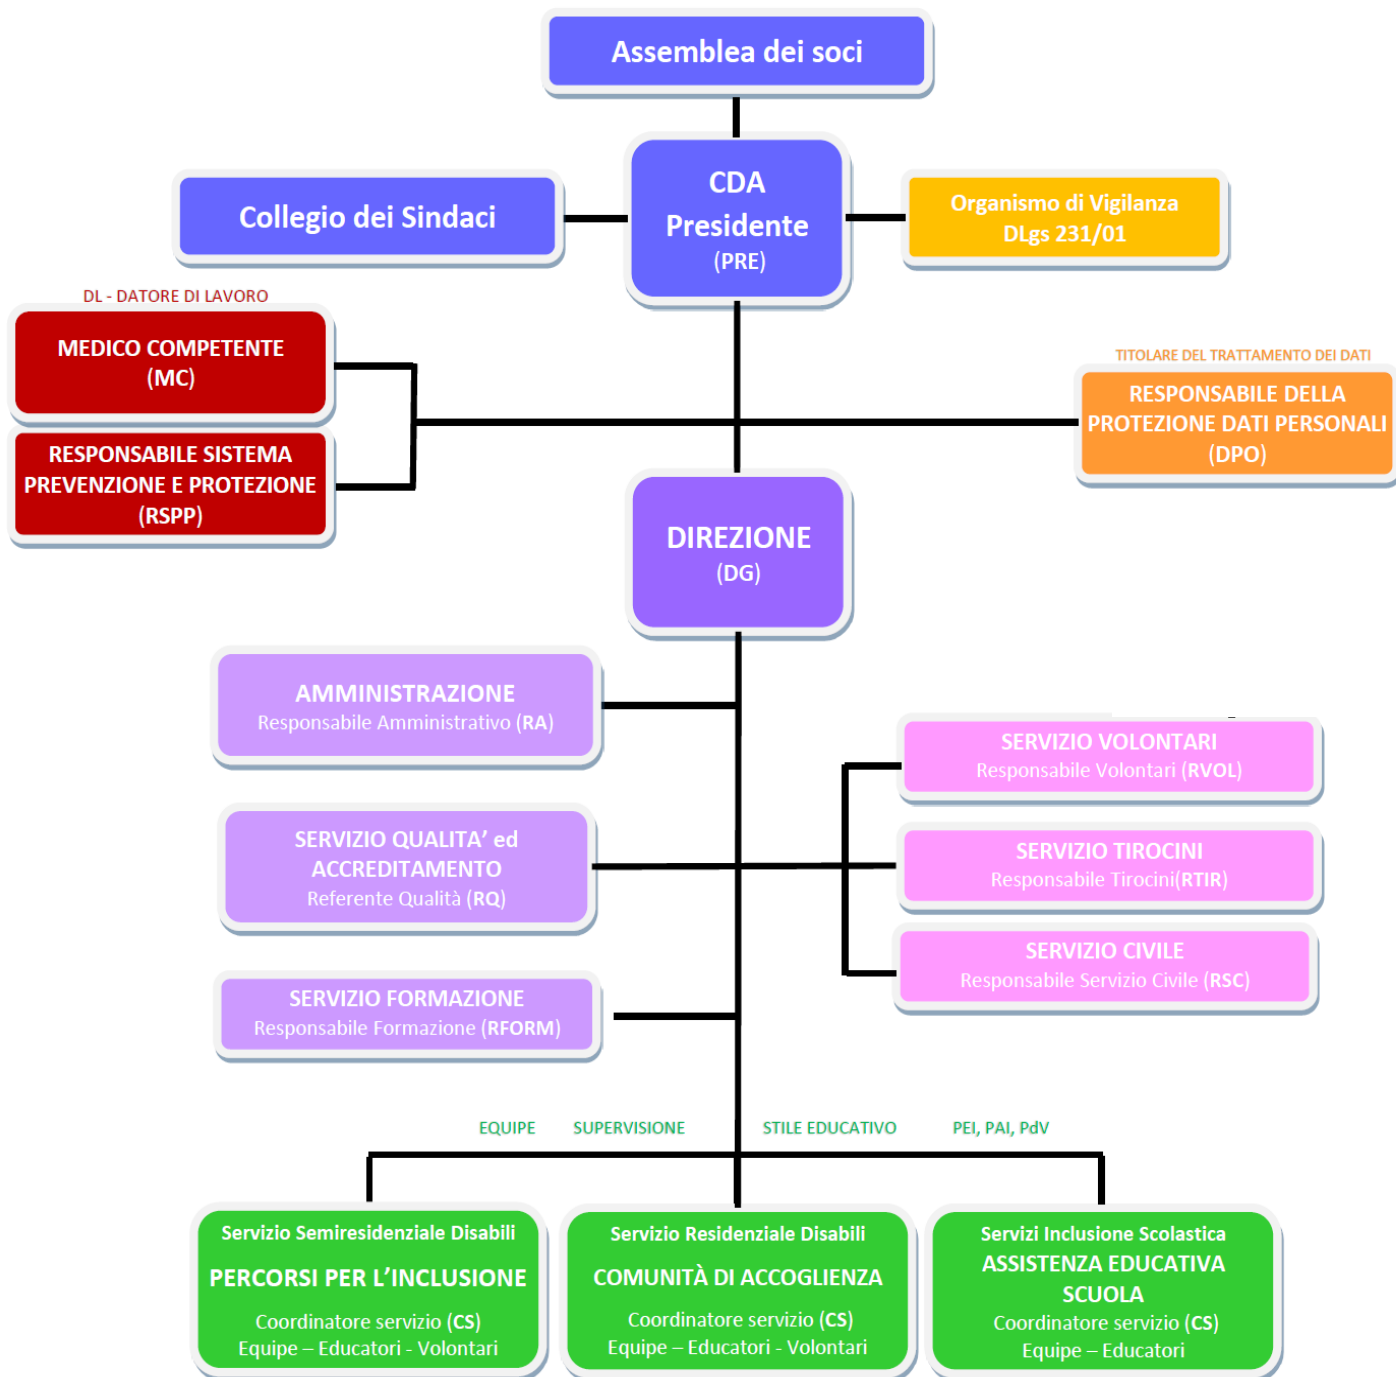 Assemblea dei soci
CDA
Presidente
(PRE)
Collegio dei Sindaci
Organismo di Vigilanza
DLgs 231/01
DL - DATORE DI LAVORO
MEDICO COMPETENTE
(MC)
RESPONSABILE SISTEMA
PREVENZIONE E PROTEZIONE
(RSPP)
TITOLARE DEL TRATTAMENTO DEI DATI
RESPONSABILE DELLA
PROTEZIONE DATI PERSONALI
(DPO)
DIREZIONE
(DG)
AMMINISTRAZIONE
Responsabile Amministrativo (RA)
SERVIZIO QUALITA’ ed
ACCREDITAMENTO
Referente Qualità (RQ)
SERVIZIO FORMAZIONE
Responsabile Formazione (RFORM)
SERVIZIO VOLONTARI
Responsabile Volontari (RVOL)
SERVIZIO TIROCINI
Responsabile Tirocini(RTIR)
SERVIZIO CIVILE
Responsabile Servizio Civile (RSC)
EQUIPE SUPERVISIONE STILE EDUCATIVO PEI, PAI, PdV
Servizio Semiresidenziale Disabili
PERCORSI PER L’INCLUSIONE
Coordinatore servizio (CS)
Equipe – Educatori - Volontari
Servizio Residenziale Disabili
COMUNITÀ DI ACCOGLIENZA
Coordinatore servizio (CS)
Equipe – Educatori - Volontari
Servizi Inclusione Scolastica
ASSISTENZA EDUCATIVA
SCUOLA
Coordinatore servizio (CS)
Equipe – Educatori